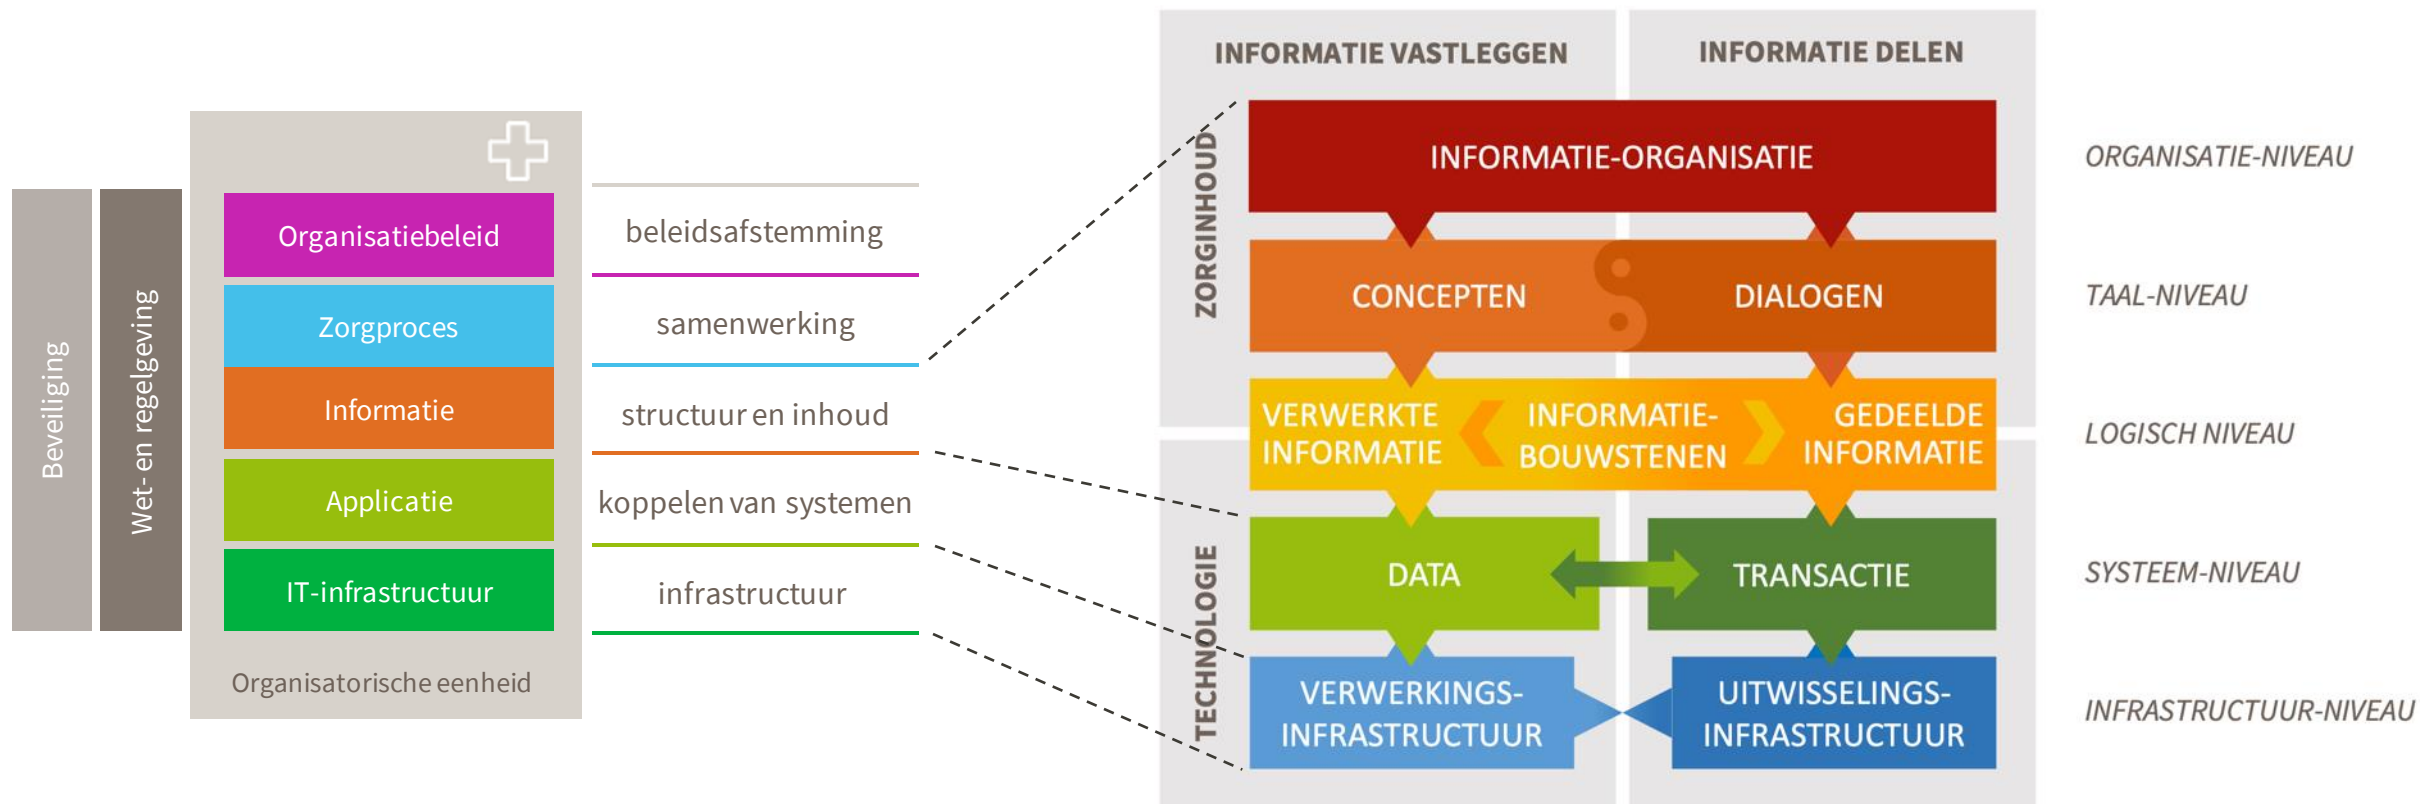 Beveiliging
Wet- en regelgeving
Organisatiebeleid
Zorgproces
Informatie
Applicatie
IT-infrastructuur
Organisatorische eenheid
beleidsafstemming
samenwerking
structuur en inhoud
koppelen van systemen
infrastructuur
INFORMATIE VASTLEGGEN
INFORMATIE DELEN
ZORGINHOUD
TECHNOLOGIE
INFORMATIE-ORGANISATIE
ORGANISATIE-NIVEAU
CONCEPTEN
DIALOGEN
TAAL-NIVEAU
VERWERKTE
INFORMATIE
INFORMATIE-
BOUWSTENEN
GEDEELDE
INFORMATIE
LOGISCH NIVEAU
DATA
TRANSACTIE
SYSTEEM-NIVEAU
VERWERKINGS-
INFRASTRUCTUUR
UITWISSELINGS-
INFRASTRUCTUUR
INFRASTRUCTUUR-NIVEAU